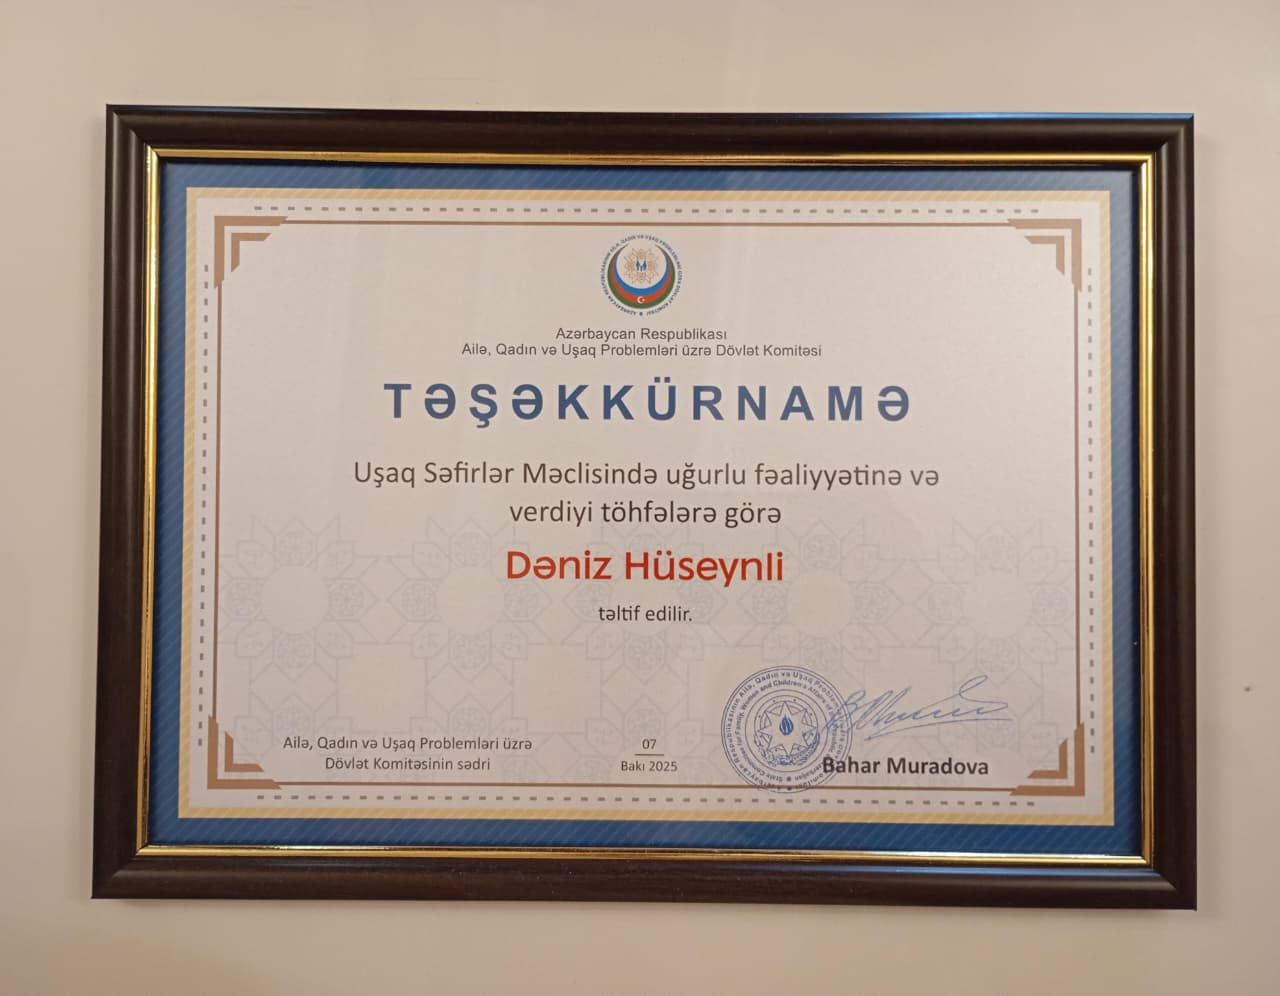 Azərbaycan Respublikası
Ailə, Qadın və Uşaq Problemləri üzrə Dövlət Komitəsi
TƏŞƏKKÜRNAMƏ
Uşaq Səfirlər Məclisində uğurlu fəaliyyətinə və
verdiyi töhfələrə görə
Dəniz Hüseynli
təltif edilir.
Ailə, Qadın və Uşaq Problemləri üzrə
Dövlət Komitəsinin sədri
07
Bakı 2025
Bahar Muradova